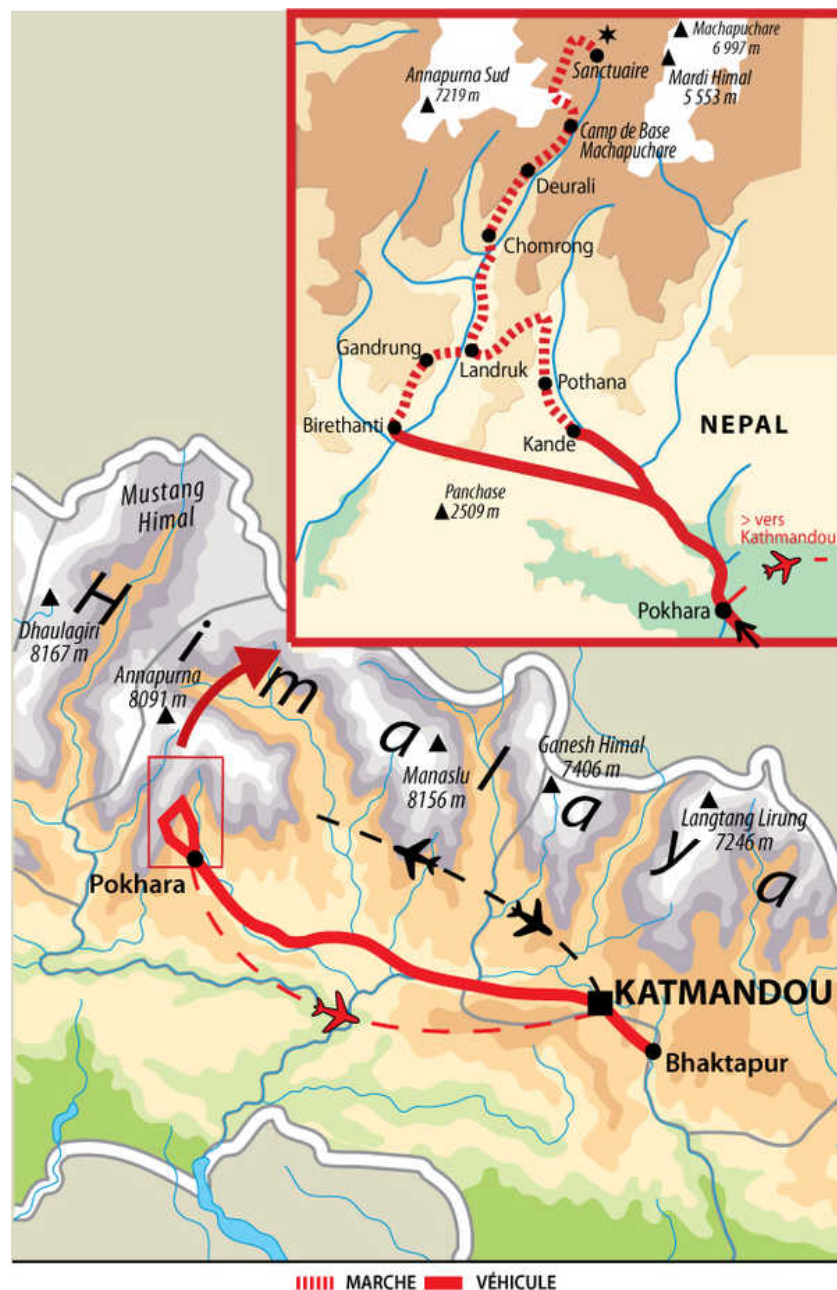 Machapuchare
6 997 m
Annapurna Sud
7219 m
Sanctuaire
Mardi Himal
5 553 m
Camp de Base
Machapuchare
Deurali
Chomrong
Gandrung
Landruk
Pothana
Birethanti
Kande
NEPAL
Panchase
2509 m
> vers
Kathmandou
Pokhara
Mustang
Himal
Himalaya
Dhaulagiri
8167 m
Annapurna
8091 m
Manaslu
8156 m
Ganesh Himal
7406 m
Langtang Lirung
7246 m
Pokhara
KATMANDOU
Bhaktapur
MARCHE VÉHICULE